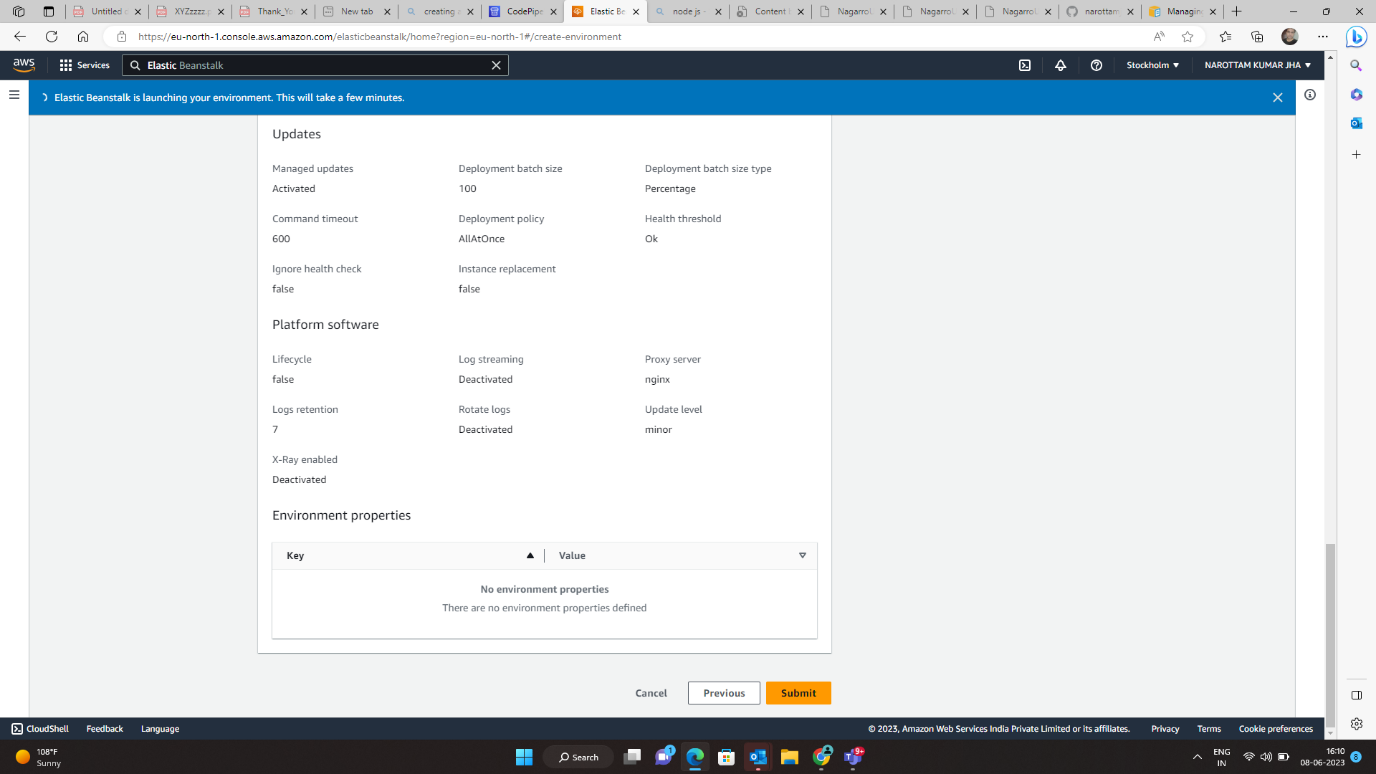 Untitled
XYZzzz.p
Thank_Yo
New tab
creating
CodePipe
Elastic Be
node js -
Content
Nagarrol
Nagarrol
Nagarrol
narottam
Managin
https://eu-north-1.console.aws.amazon.com/elasticbeanstalk/home?region=eu-north-1#/create-environment
aws
Services
Elastic Beanstalk
Stockholm ▼
NAROTTAM KUMAR JHA ▼
Elastic Beanstalk is launching your environment. This will take a few minutes.
Updates
Managed updates
Activated
Deployment batch size
100
Deployment batch size type
Percentage
Command timeout
600
Deployment policy
AllAtOnce
Health threshold
Ok
Ignore health check
false
Instance replacement
false
Platform software
Lifecycle
false
Log streaming
Deactivated
Proxy server
nginx
Logs retention
7
Rotate logs
Deactivated
Update level
minor
X-Ray enabled
Deactivated
Environment properties
Key
Value
No environment properties
There are no environment properties defined
Cancel
Previous
Submit
CloudShell
Feedback
Language
© 2023, Amazon Web Services India Private Limited or its affiliates.
Privacy
Terms
Cookie preferences
108°F
Sunny
Search
1
9+
ENG
IN
16:10
08-06-2023
8